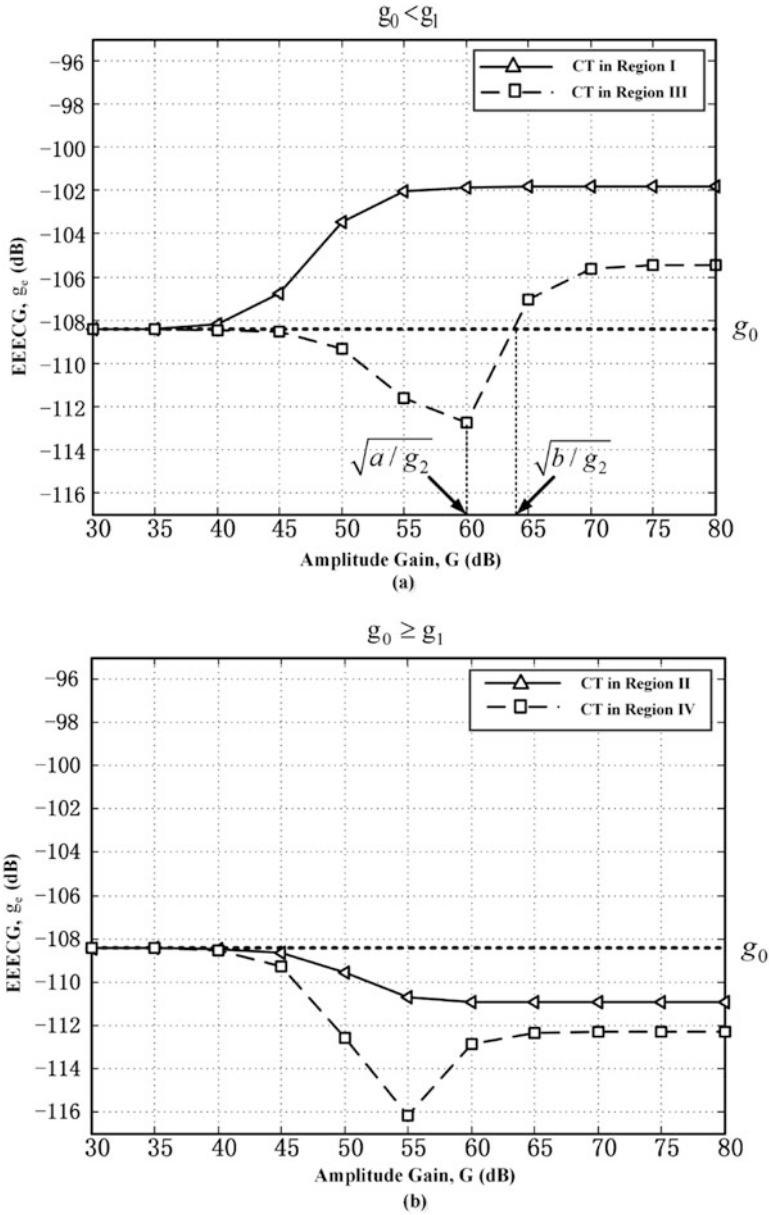 g₀ < g₁
−96
−98
−100
−102
−104
−106
−108
−110
−112
−114
−116
EEECG, gₑ (dB)
CT in Region I
CT in Region III
g₀
√a / g₂
√b / g₂
30 35 40 45 50 55 60 65 70 75 80
Amplitude Gain, G (dB)
(a)
g₀ ≥ g₁
−96
−98
−100
−102
−104
−106
−108
−110
−112
−114
−116
EEECG, gₑ (dB)
CT in Region II
CT in Region IV
g₀
30 35 40 45 50 55 60 65 70 75 80
Amplitude Gain, G (dB)
(b)